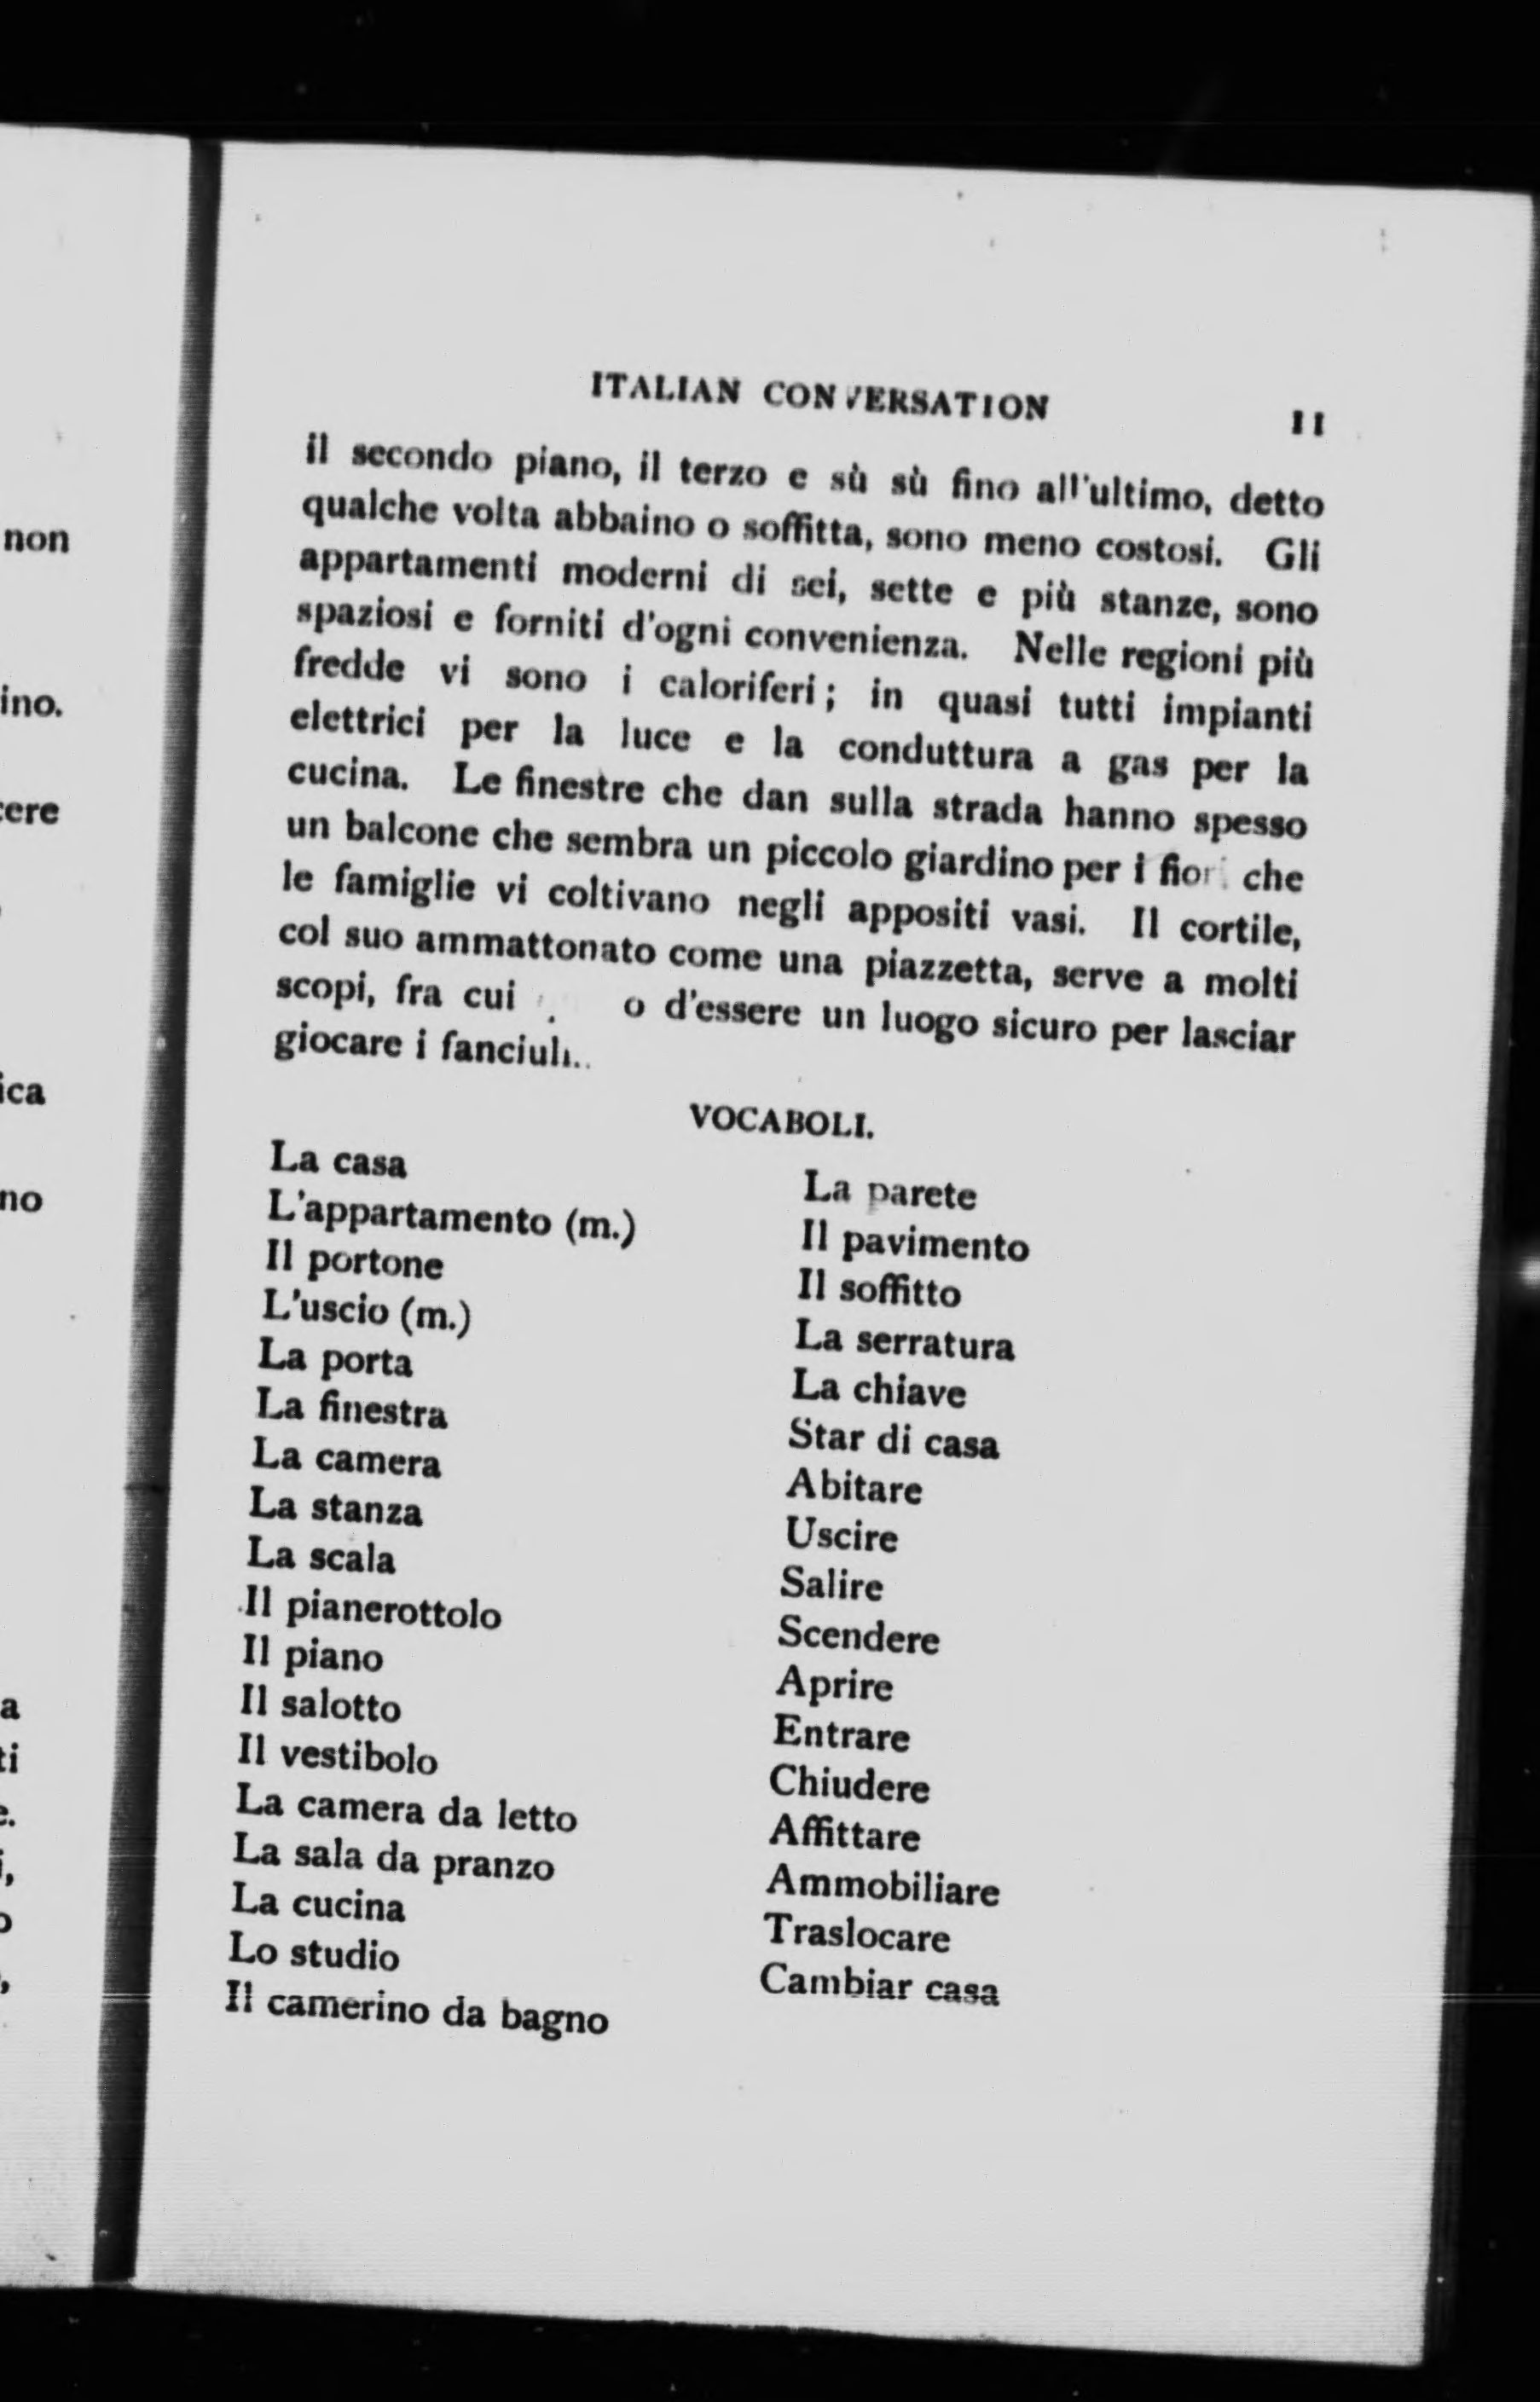 ITALIAN CONVERSATION 11
il secondo piano, il terzo e sù sù fino all'ultimo, detto
qualche volta abbaino o soffitta, sono meno costosi. Gli
appartamenti moderni di sei, sette e più stanze, sono
spaziosi e forniti d'ogni convenienza. Nelle regioni più
fredde vi sono i caloriferi; in quasi tutti impianti
elettrici per la luce e la conduttura a gas per la
cucina. Le finestre che dan sulla strada hanno spesso
un balcone che sembra un piccolo giardino per i fiori che
le famiglie vi coltivano negli appositi vasi. Il cortile,
col suo ammattonato come una piazzetta, serve a molti
scopi, fra cui o d'essere un luogo sicuro per lasciar
giocare i fanciulli.
VOCABOLI.
La casa
L'appartamento (m.)
Il portone
L'uscio (m.)
La porta
La finestra
La camera
La stanza
La scala
Il pianerottolo
Il piano
Il salotto
Il vestibolo
La camera da letto
La sala da pranzo
La cucina
Lo studio
Il camerino da bagno
La parete
Il pavimento
Il soffitto
La serratura
La chiave
Star di casa
Abitare
Uscire
Salire
Scendere
Aprire
Entrare
Chiudere
Affittare
Ammobiliare
Traslocare
Cambiar casa